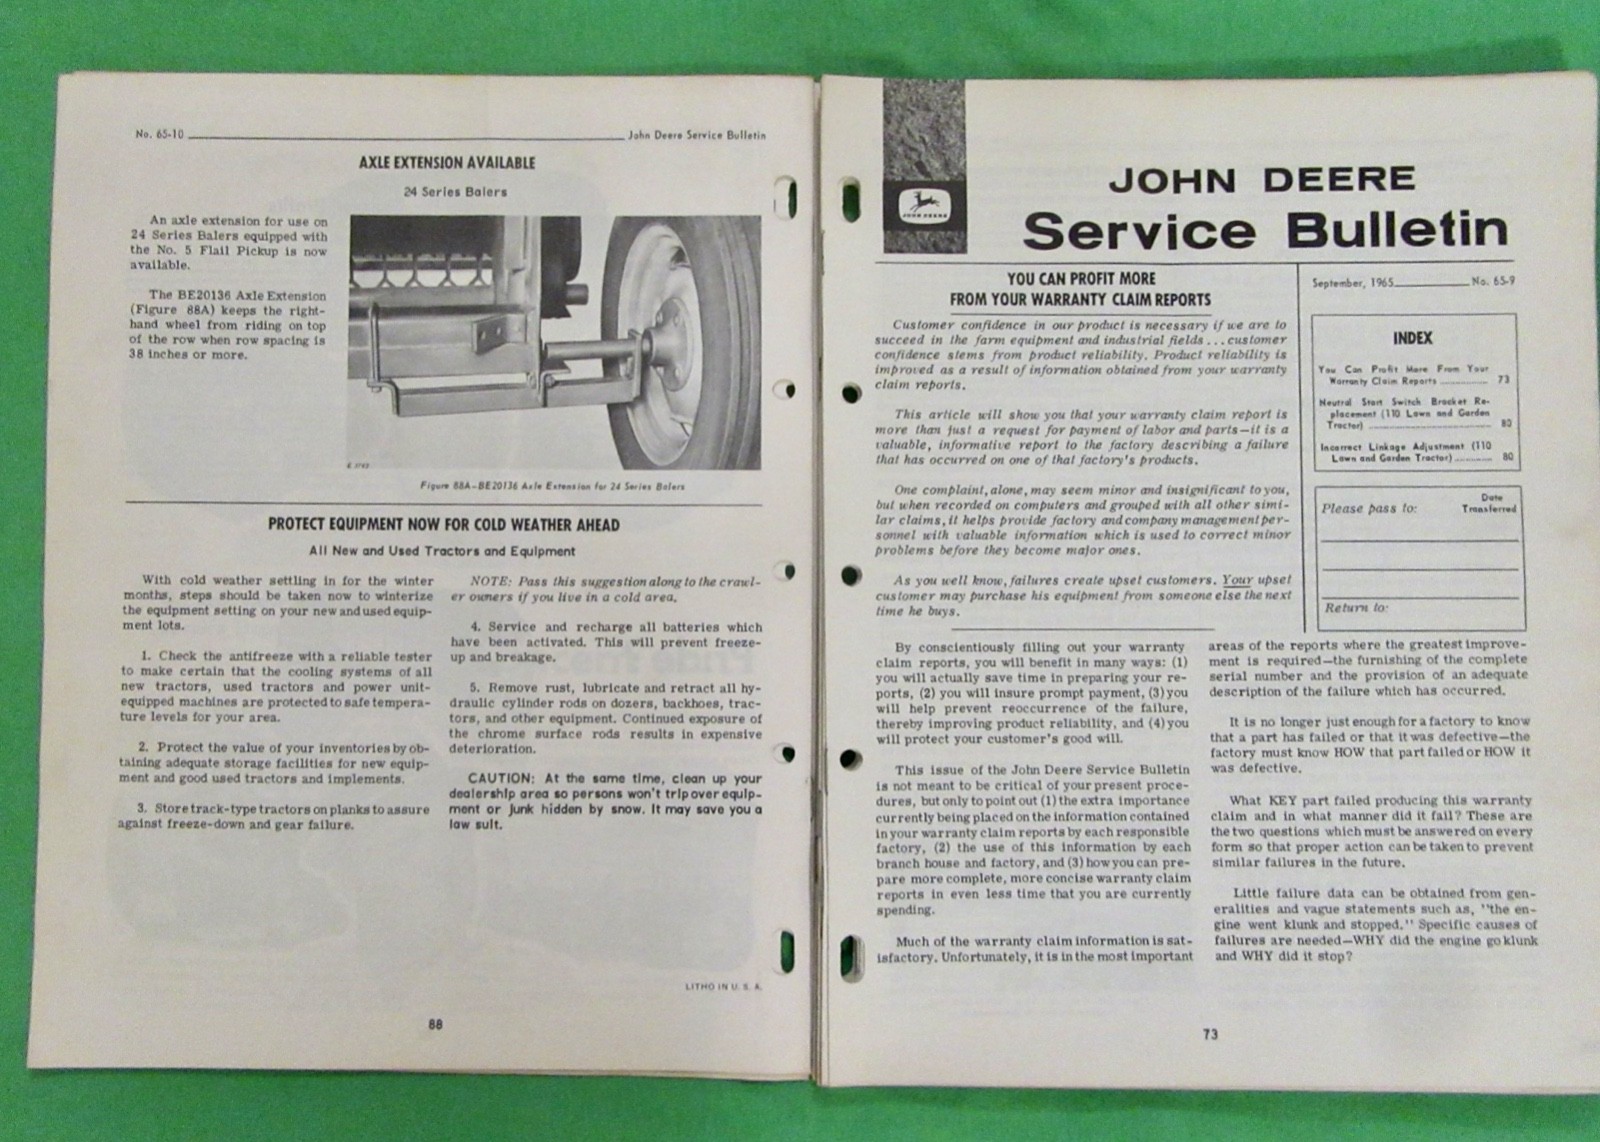 No. 65-10 John Deere Service Bulletin
AXLE EXTENSION AVAILABLE
24 Series Balers
An axle extension for use on
24 Series Balers equipped with
the No. 5 Flail Pickup is now
available.
The BE20136 Axle Extension
(Figure 88A) keeps the right-
hand wheel from riding on top
of the row when row spacing is
38 inches or more.
Figure 88A-BE20136 Axle Extension for 24 Series Balers
PROTECT EQUIPMENT NOW FOR COLD WEATHER AHEAD
All New and Used Tractors and Equipment
With cold weather settling in for the winter
months, steps should be taken now to winterize
the equipment setting on your new and used equip-
ment lots.
1. Check the antifreeze with a reliable tester
to make certain that the cooling systems of all
new tractors, used tractors and power unit-
equipped machines are protected to safe tempera-
ture levels for your area.
2. Protect the value of your inventories by ob-
taining adequate storage facilities for new equip-
ment and good used tractors and implements.
3. Store track-type tractors on planks to assure
against freeze-down and gear failure.
NOTE: Pass this suggestion along to the crawl-
er owners if you live in a cold area.
4. Service and recharge all batteries which
have been activated. This will prevent freeze-
up and breakage.
5. Remove rust, lubricate and retract all hy-
draulic cylinder rods on dozers, backhoes, trac-
tors, and other equipment. Continued exposure of
the chrome surface rods results in expensive
deterioration.
CAUTION: At the same time, clean up your
dealership area so persons won't trip over equip-
ment or junk hidden by snow. It may save you a
law suit.
LITHO IN U. S. A.
88
JOHN DEERE
JOHN DEERE
Service Bulletin
YOU CAN PROFIT MORE
FROM YOUR WARRANTY CLAIM REPORTS
Customer confidence in our product is necessary if we are to
succeed in the farm equipment and industrial fields...customer
confidence stems from product reliability. Product reliability is
improved as a result of information obtained from your warranty
claim reports.
This article will show you that your warranty claim report is
more than just a request for payment of labor and parts—it is a
valuable, informative report to the factory describing a failure
that has occurred on one of that factory's products.
One complaint, alone, may seem minor and insignificant to you,
but when recorded on computers and grouped with all other simi-
lar claims, it helps provide factory and company management per-
sonnel with valuable information which is used to correct minor
problems before they become major ones.
As you well know, failures create upset customers. Your upset
customer may purchase his equipment from someone else the next
time he buys.
September, 1965 No. 65-9
INDEX
You Can Profit More From Your
Warranty Claim Reports 73
Neutral Start Switch Bracket Re-
placement (110 Lawn and Garden
Tractor) 80
Incorrect Linkage Adjustment (110
Lawn and Garden Tractor) 80
Date
Please pass to: Transferred
Return to:
By conscientiously filling out your warranty
claim reports, you will benefit in many ways: (1)
you will actually save time in preparing your re-
ports, (2) you will insure prompt payment, (3) you
will help prevent reoccurrence of the failure,
thereby improving product reliability, and (4) you
will protect your customer's good will.
This issue of the John Deere Service Bulletin
is not meant to be critical of your present proce-
dures, but only to point out (1) the extra importance
currently being placed on the information contained
in your warranty claim reports by each responsible
factory, (2) the use of this information by each
branch house and factory, and (3) how you can pre-
pare more complete, more concise warranty claim
reports in even less time that you are currently
spending.
Much of the warranty claim information is sat-
isfactory. Unfortunately, it is in the most important
areas of the reports where the greatest improve-
ment is required—the furnishing of the complete
serial number and the provision of an adequate
description of the failure which has occurred.
It is no longer just enough for a factory to know
that a part has failed or that it was defective—the
factory must know HOW that part failed or HOW it
was defective.
What KEY part failed producing this warranty
claim and in what manner did it fail? These are
the two questions which must be answered on every
form so that proper action can be taken to prevent
similar failures in the future.
Little failure data can be obtained from gen-
eralities and vague statements such as, "the en-
gine went klunk and stopped." Specific causes of
failures are needed—WHY did the engine go klunk
and WHY did it stop?
73